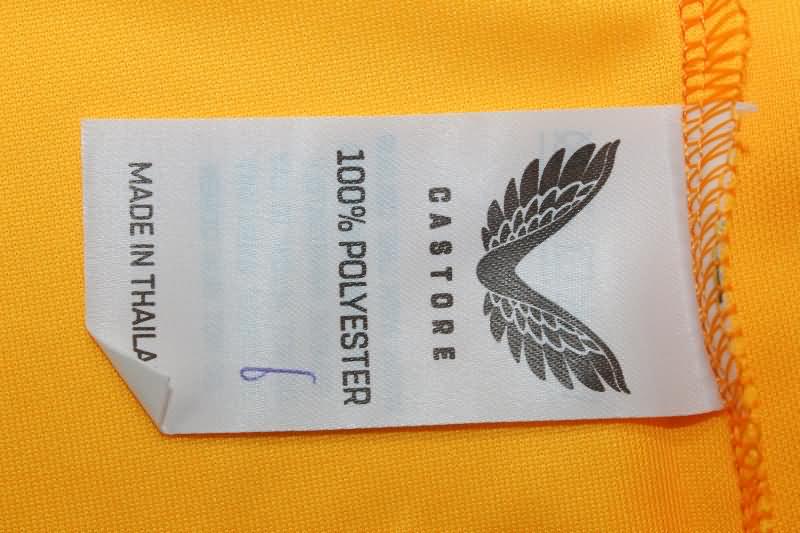 CASTORE
100% POLYESTER
MADE IN THAILA